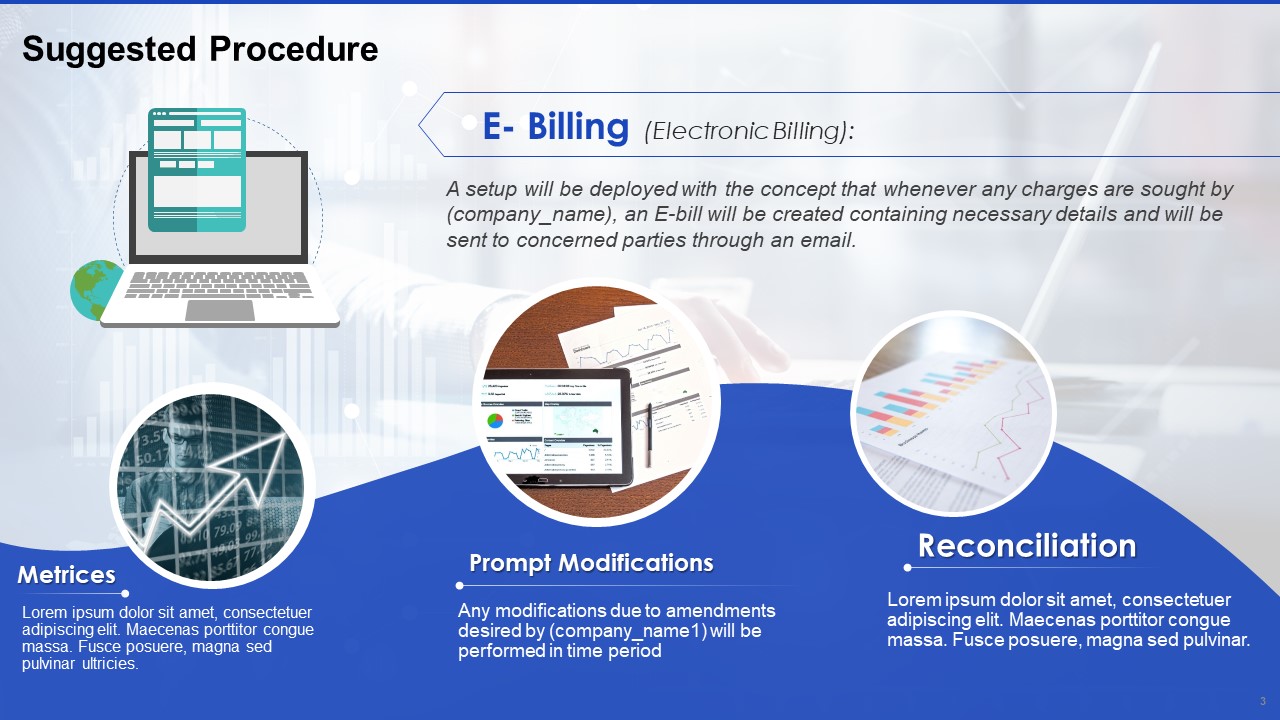 Suggested Procedure
E- Billing (Electronic Billing):
A setup will be deployed with the concept that whenever any charges are sought by
(company_name), an E-bill will be created containing necessary details and will be
sent to concerned parties through an email.
Metrices
Lorem ipsum dolor sit amet, consectetuer
adipiscing elit. Maecenas porttitor congue
massa. Fusce posuere, magna sed
pulvinar ultricies.
Prompt Modifications
Any modifications due to amendments
desired by (company_name1) will be
performed in time period
Reconciliation
Lorem ipsum dolor sit amet, consectetuer
adipiscing elit. Maecenas porttitor congue
massa. Fusce posuere, magna sed pulvinar.
3